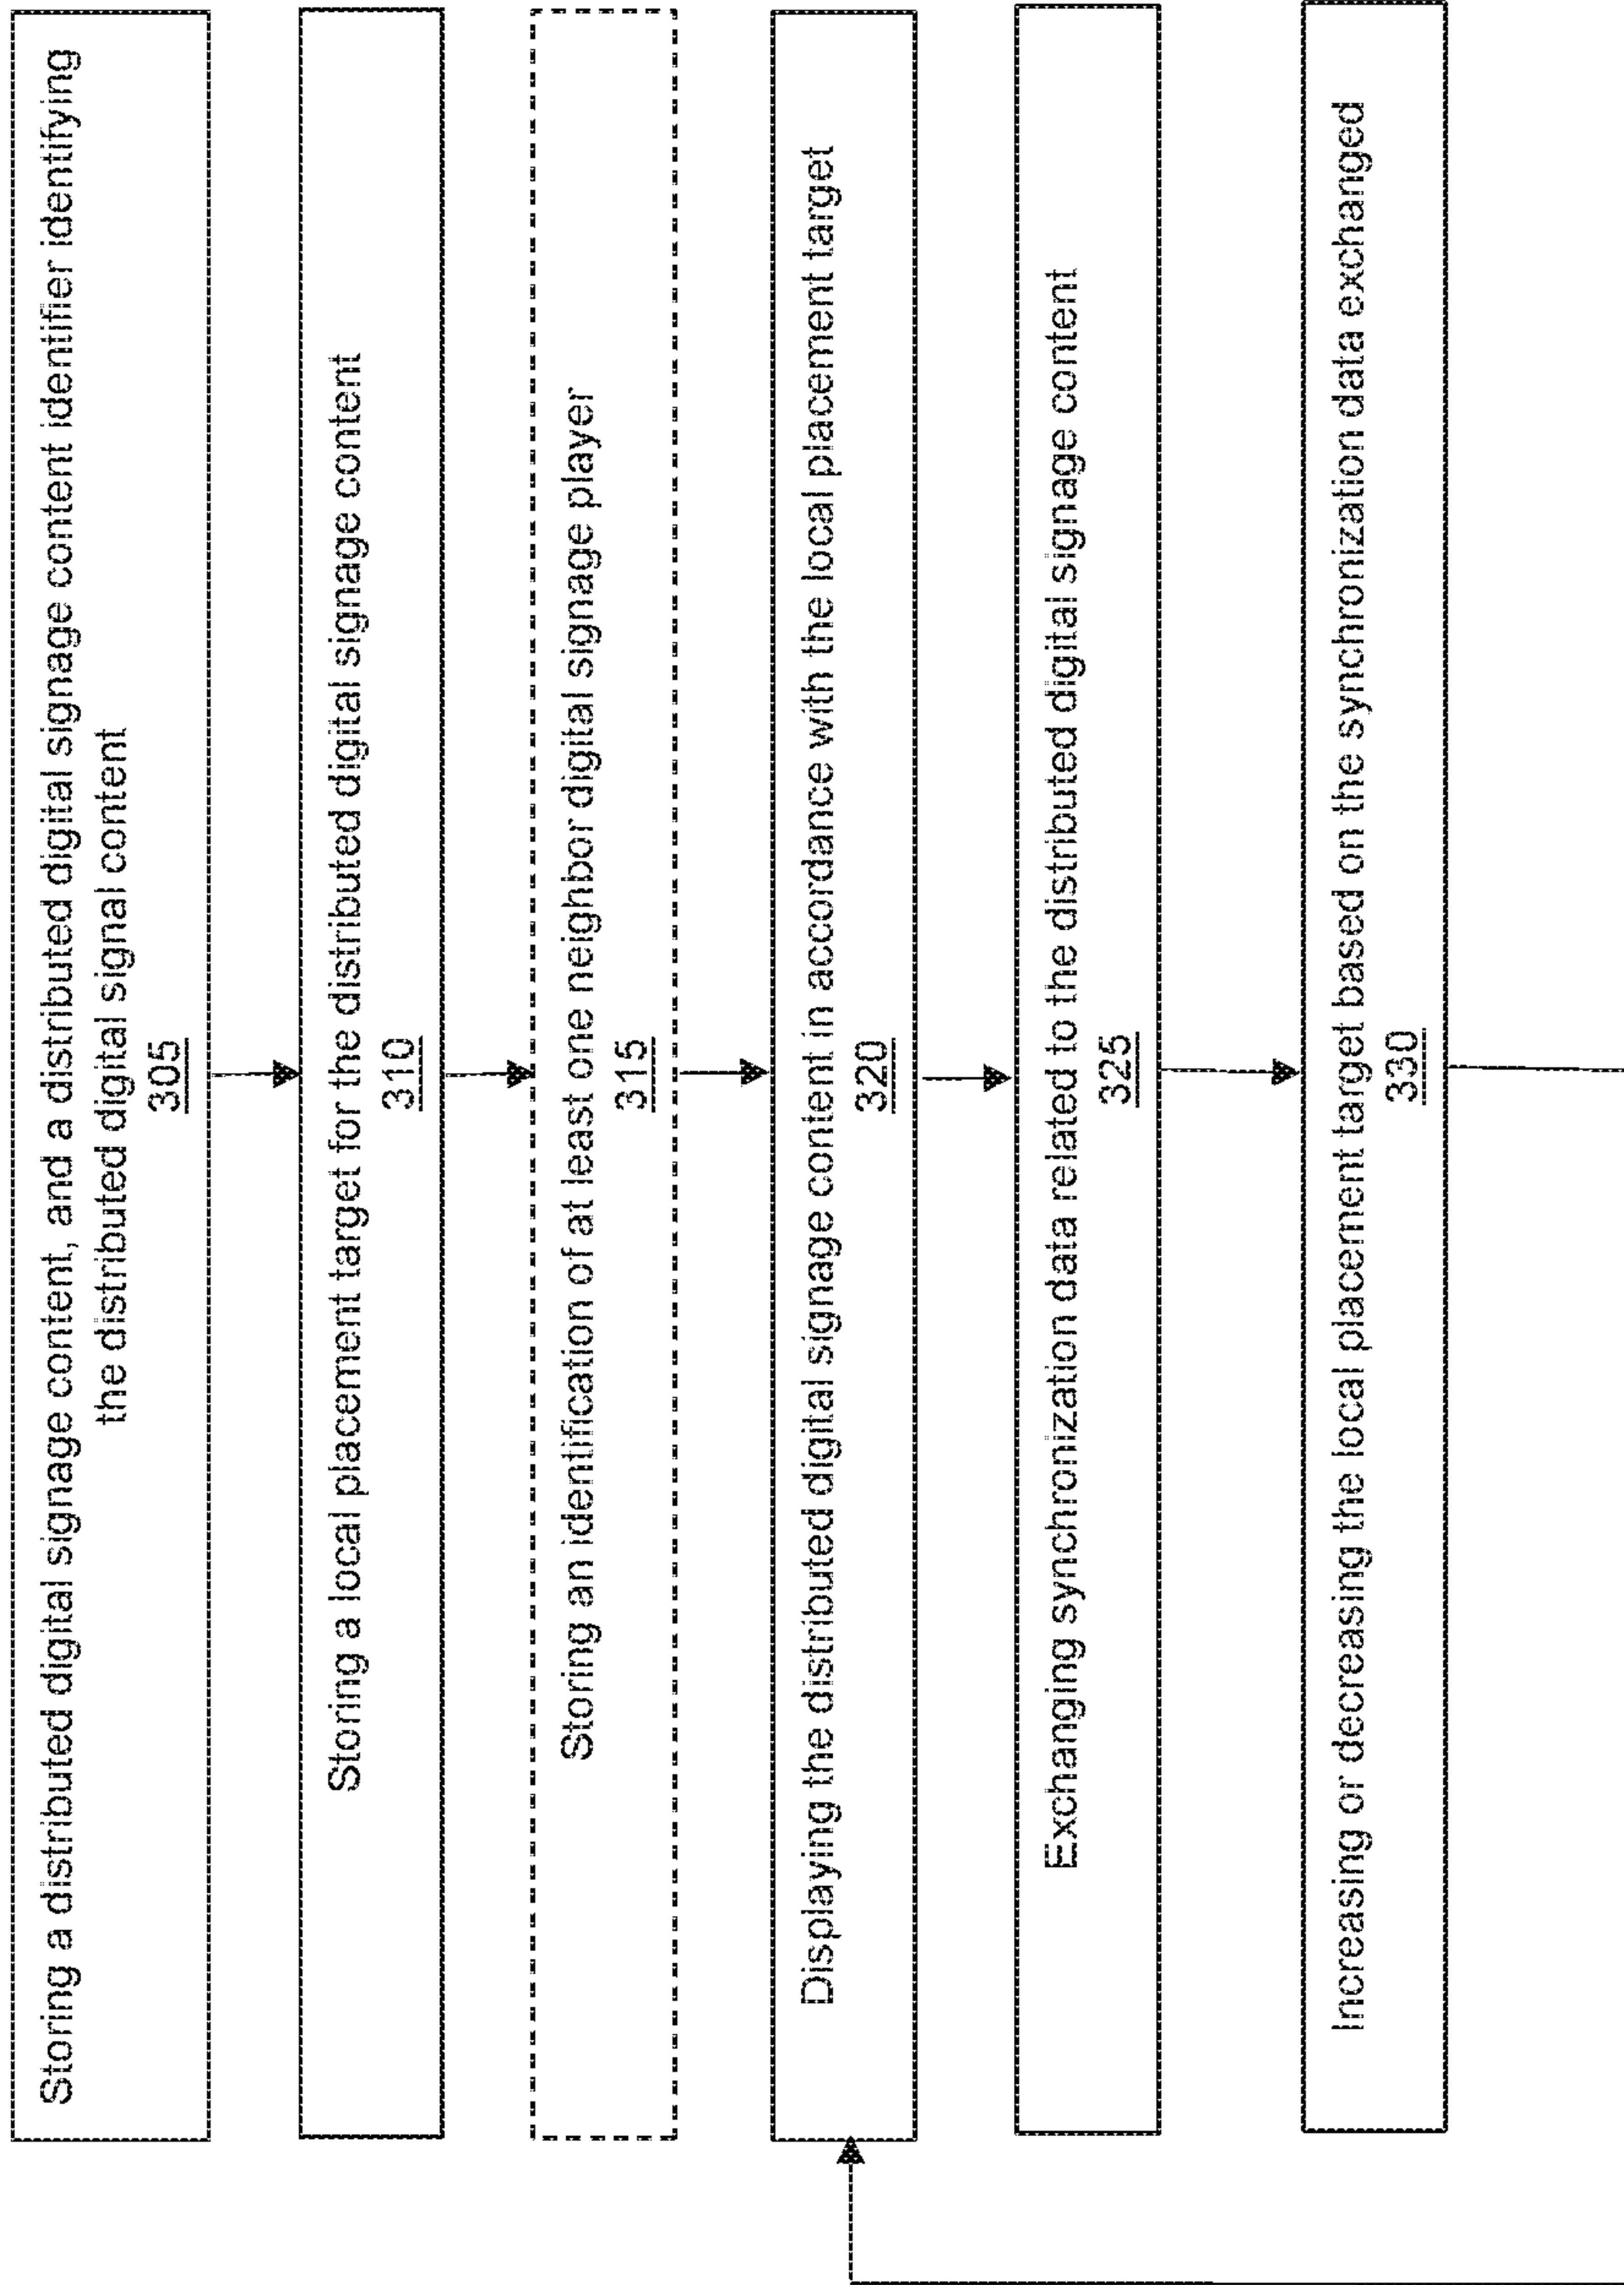 Storing a distributed digital signage content, and a distributed digital signage content identifier identifying
the distributed digital signal content
305
Storing a local placement target for the distributed digital signage content
310
Storing an identification of at least one neighbor digital signage player
315
Displaying the distributed digital signage content in accordance with the local placement target
320
Exchanging synchronization data related to the distributed digital signage content
325
Increasing or decreasing the local placement target based on the synchronization data exchanged
330